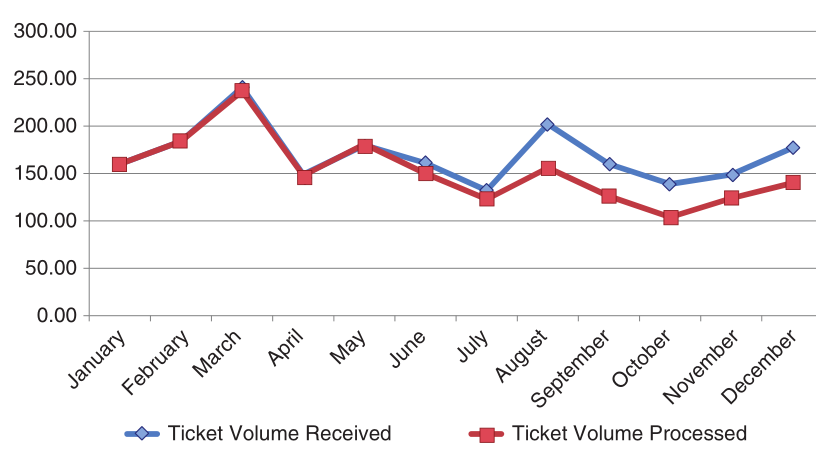 300.00
250.00
200.00
150.00
100.00
50.00
0.00
January
February
March
April
May
June
July
August
September
October
November
December
Ticket Volume Received
Ticket Volume Processed